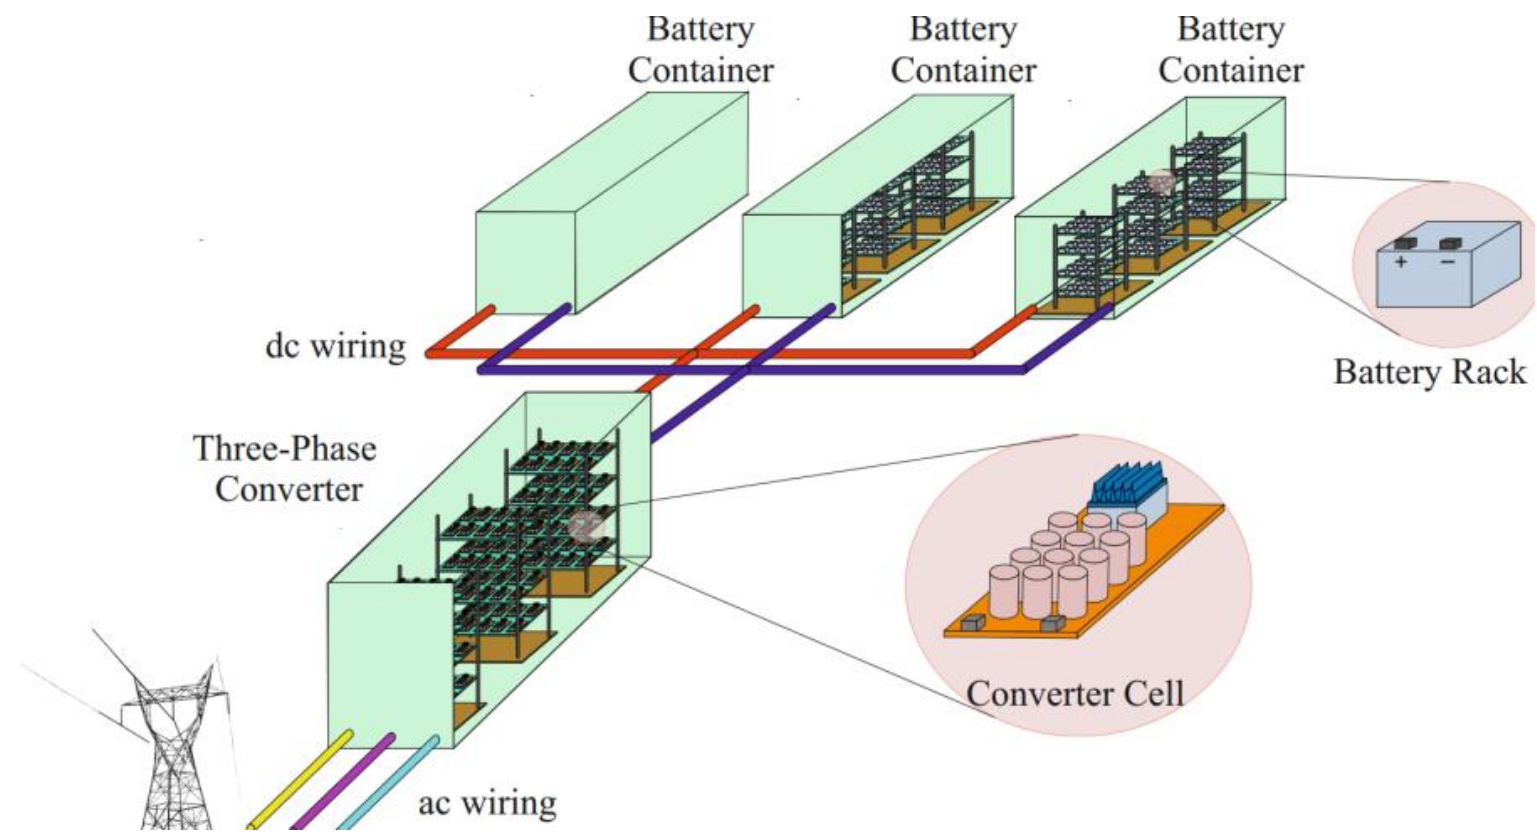 Battery
Container
Battery
Container
Battery
Container
+ −
dc wiring
Battery Rack
Three-Phase
Converter
Converter Cell
ac wiring